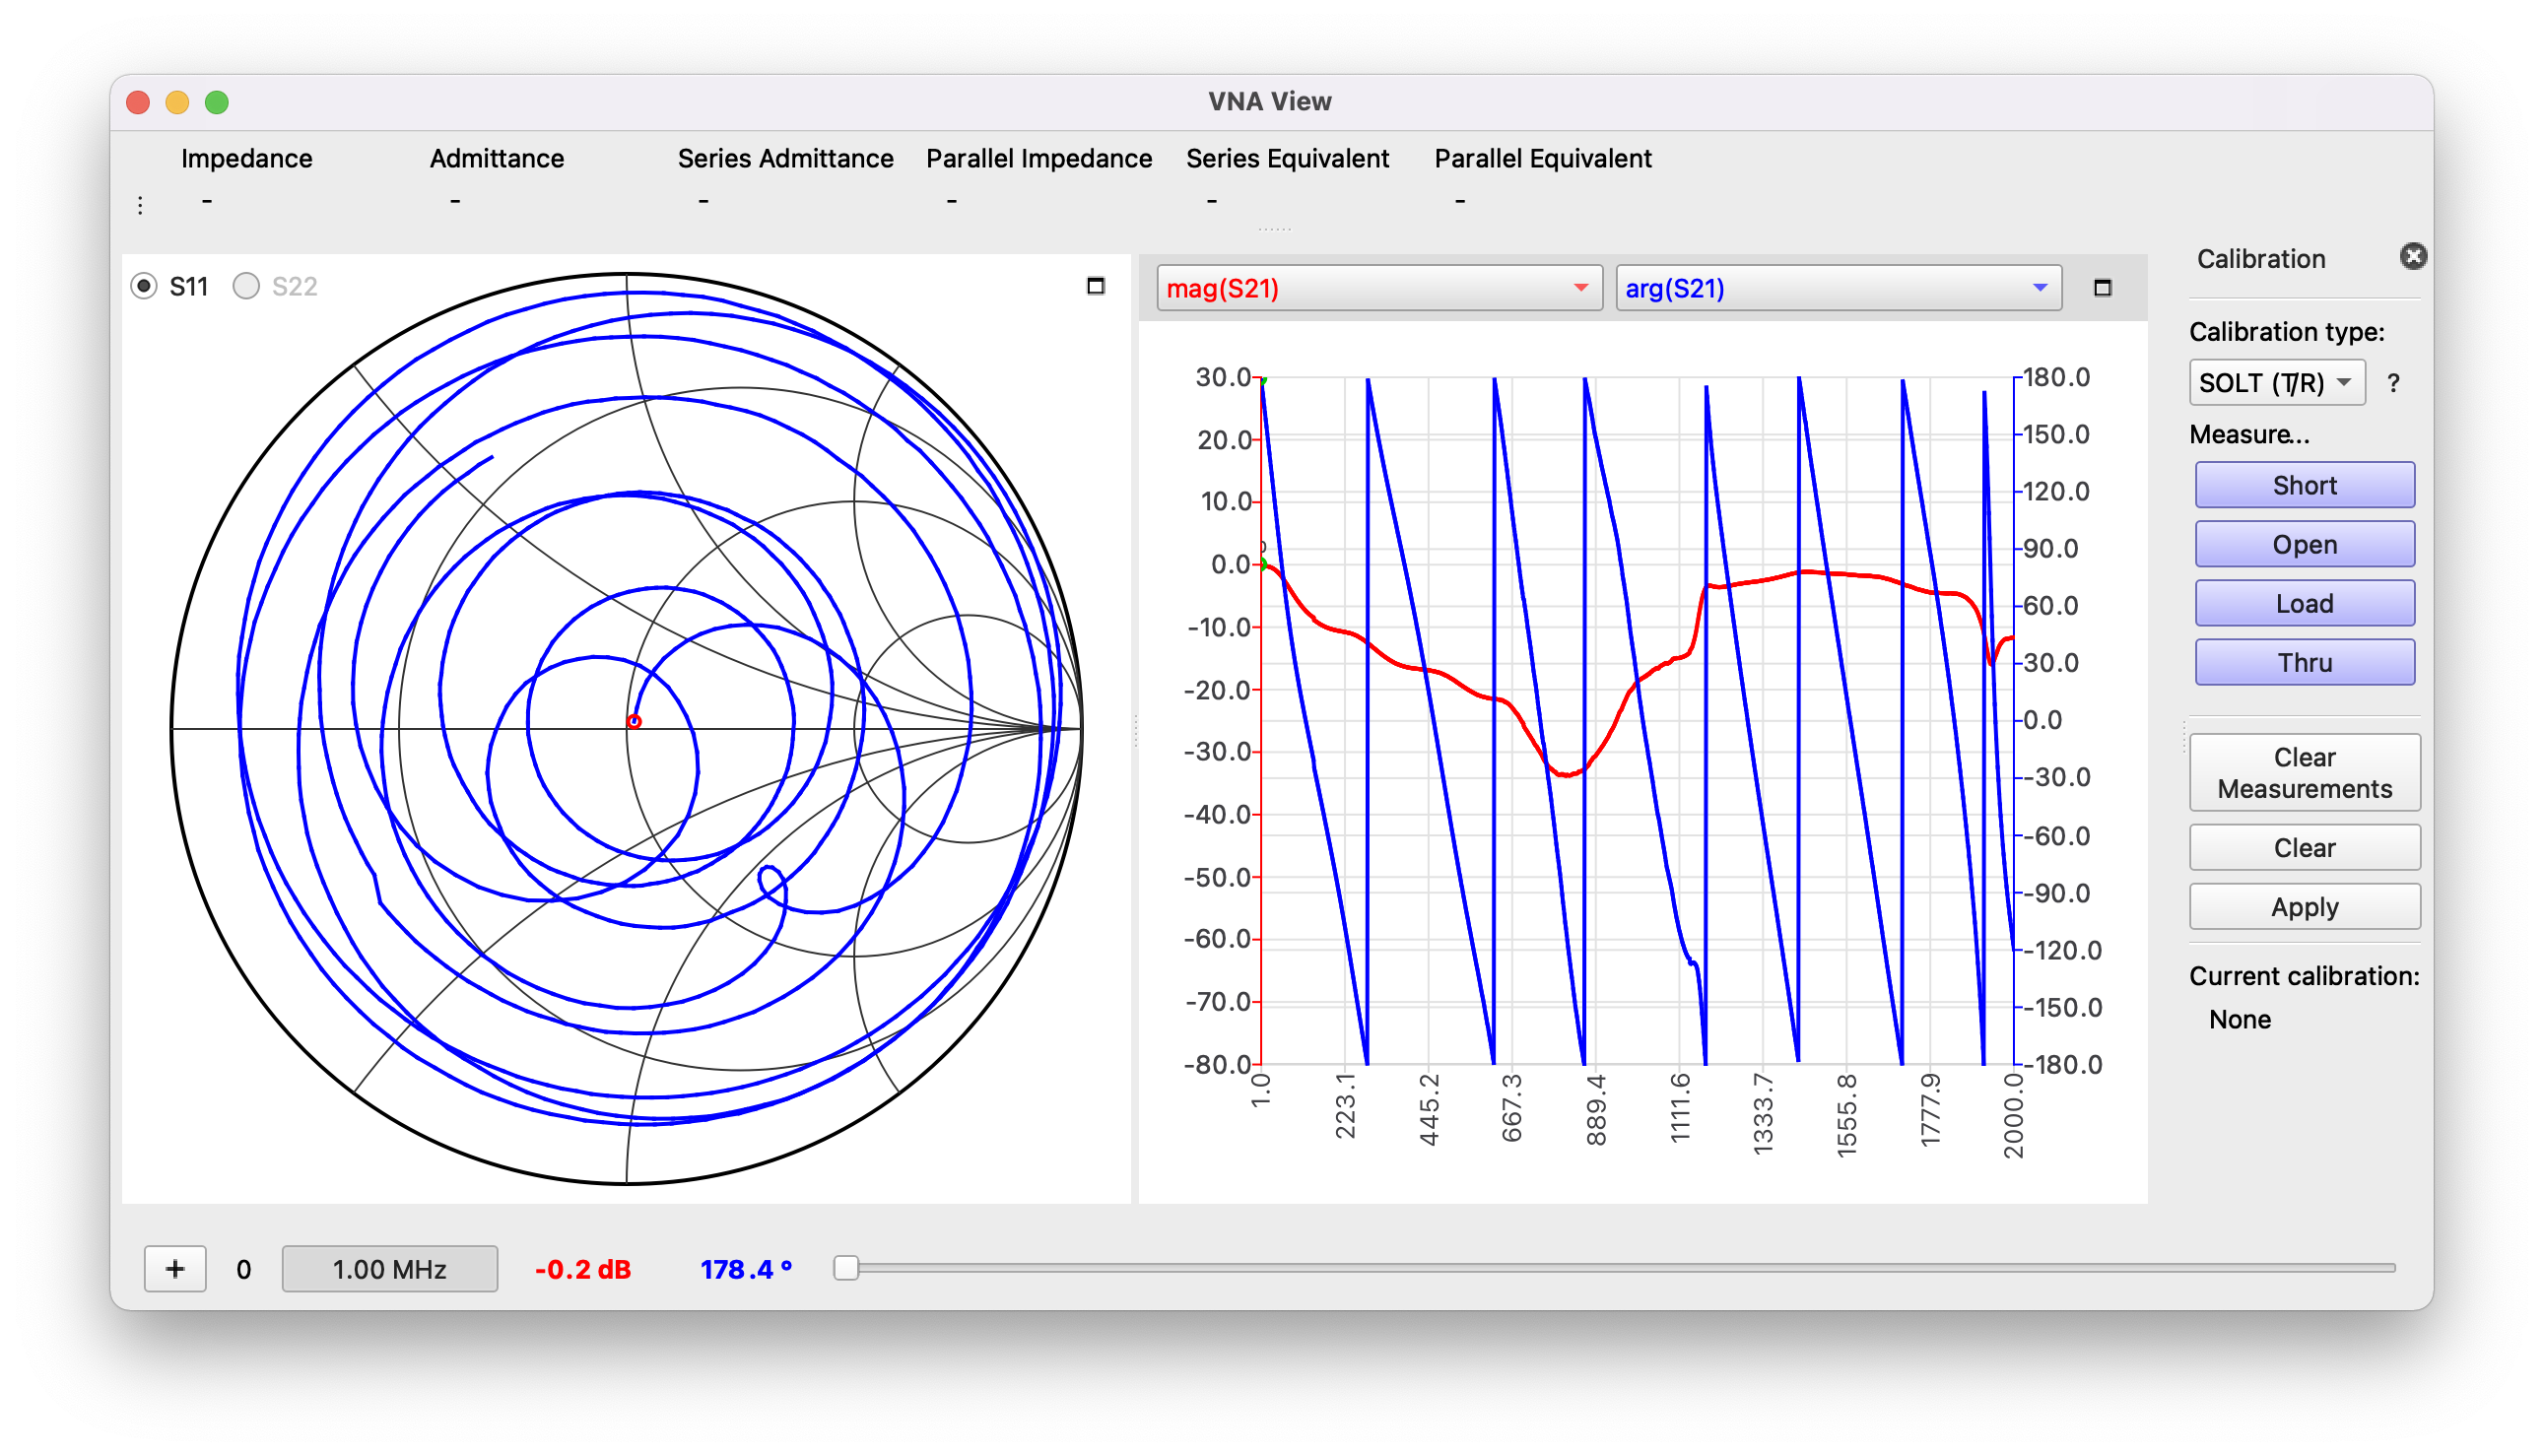 VNA View
Impedance Admittance Series Admittance Parallel Impedance Series Equivalent Parallel Equivalent
- - - - - -
S11 S22
mag(S21) arg(S21)
30.0
20.0
10.0
0.0
-10.0
-20.0
-30.0
-40.0
-50.0
-60.0
-70.0
-80.0
0
180.0
150.0
120.0
90.0
60.0
30.0
0.0
-30.0
-60.0
-90.0
-120.0
-150.0
-180.0
1.0 223.1 445.2 667.3 889.4 1111.6 1333.7 1555.8 1777.9 2000.0
Calibration
Calibration type:
SOLT (T/R) ?
Measure...
Short
Open
Load
Thru
Clear
Measurements
Clear
Apply
Current calibration:
None
+ 0 1.00 MHz -0.2 dB 178.4 °